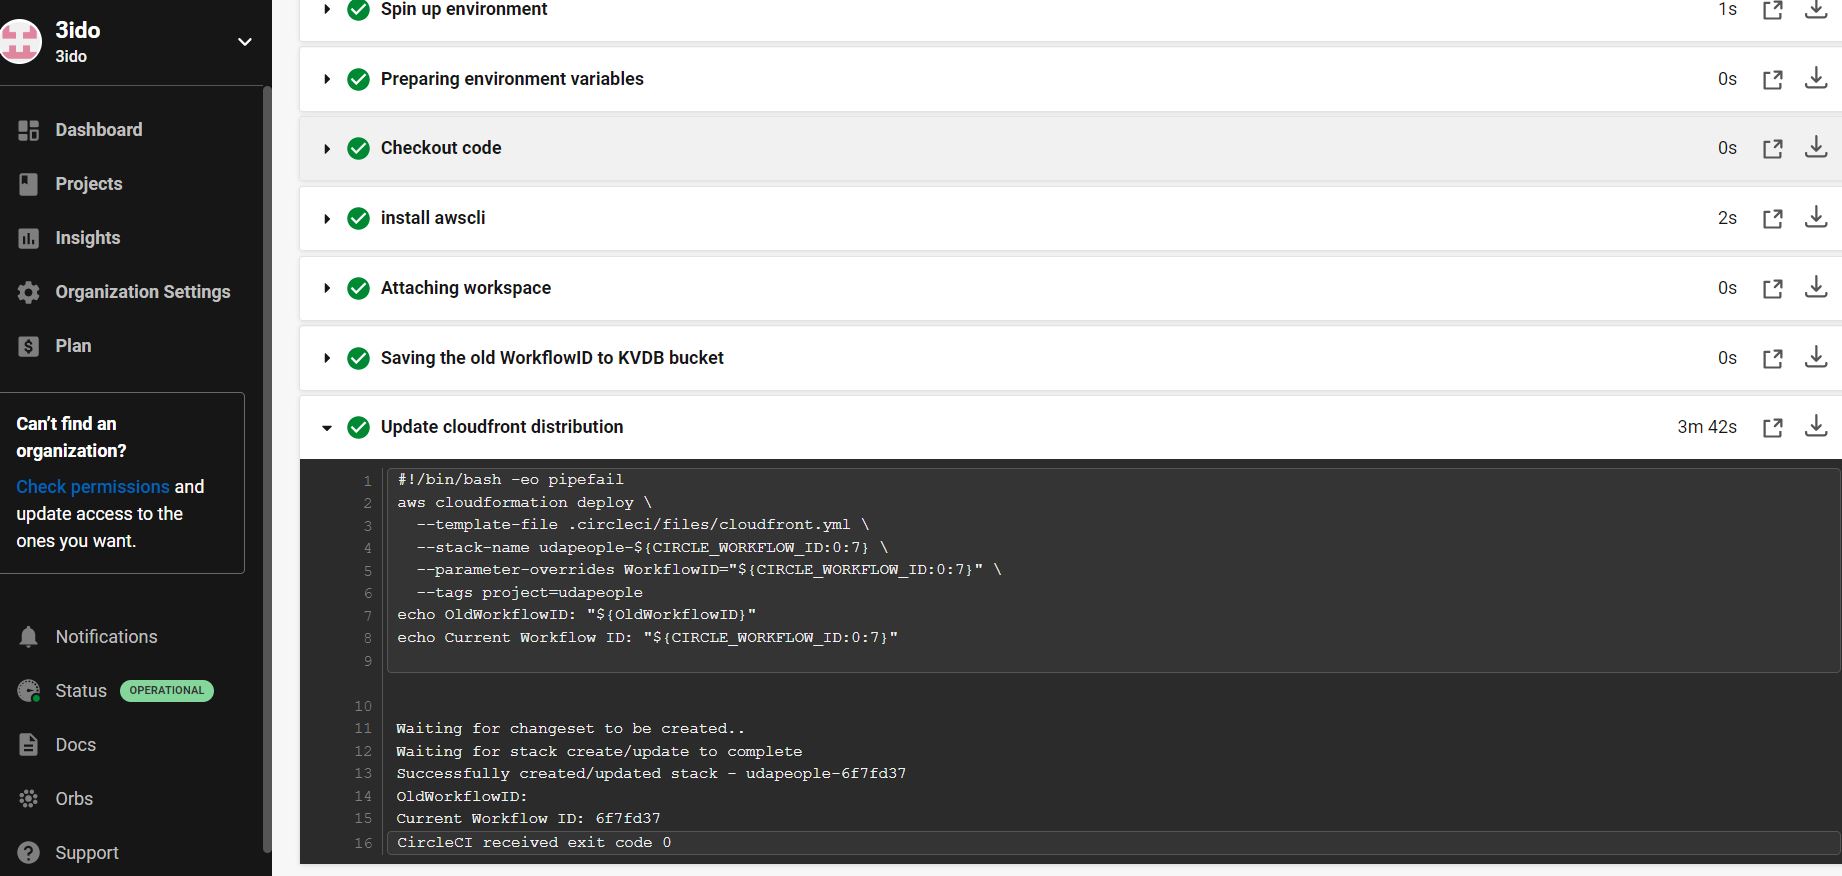 3ido
3ido
Dashboard
Projects
Insights
Organization Settings
Plan
Can't find an
organization?
Check permissions and
update access to the
ones you want.
Notifications
Status OPERATIONAL
Docs
Orbs
Support
Spin up environment 1s
Preparing environment variables 0s
Checkout code 0s
install awscli 2s
Attaching workspace 0s
Saving the old WorkflowID to KVDB bucket 0s
Update cloudfront distribution 3m 42s
1 #!/bin/bash -eo pipefail
2 aws cloudformation deploy \
3 --template-file .circleci/files/cloudfront.yml \
4 --stack-name udapeople-${CIRCLE_WORKFLOW_ID:0:7} \
5 --parameter-overrides WorkflowID="${CIRCLE_WORKFLOW_ID:0:7}" \
6 --tags project=udapeople
7 echo OldWorkflowID: "${OldWorkflowID}"
8 echo Current Workflow ID: "${CIRCLE_WORKFLOW_ID:0:7}"
9
10
11 Waiting for changeset to be created..
12 Waiting for stack create/update to complete
13 Successfully created/updated stack - udapeople-6f7fd37
14 OldWorkflowID:
15 Current Workflow ID: 6f7fd37
16 CircleCI received exit code 0